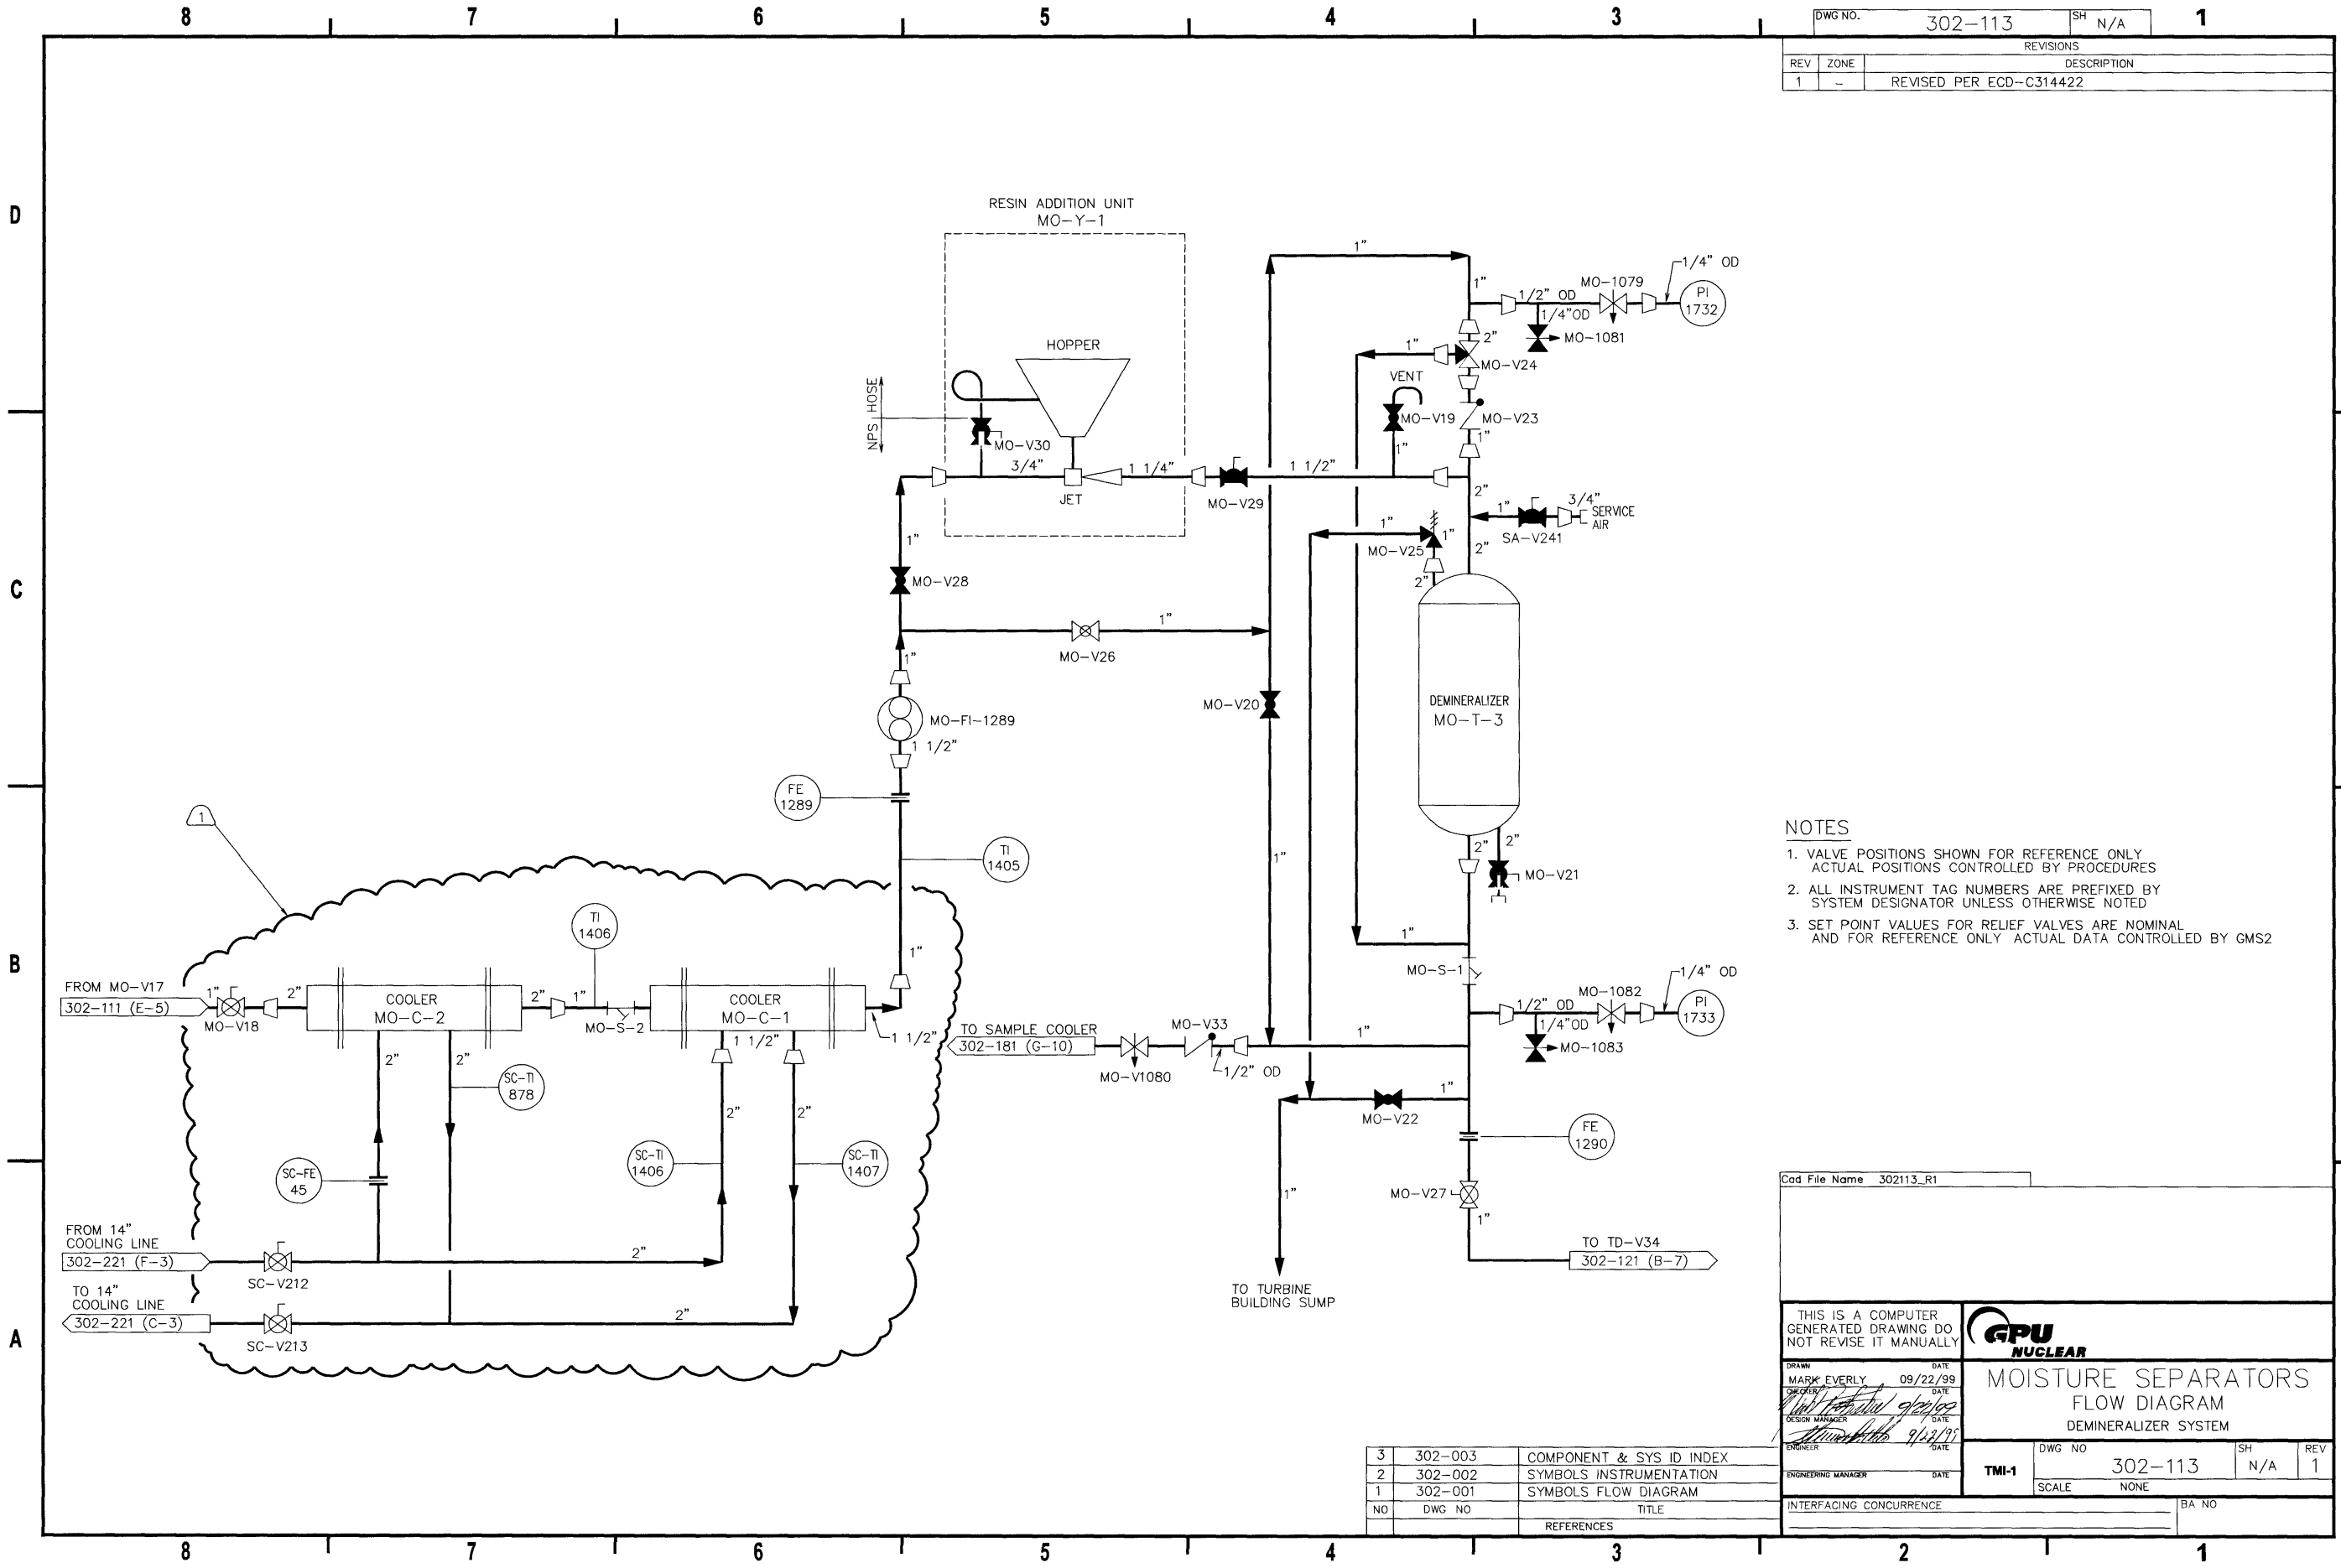 8 7 6 5 4 3 1
DWG NO. 302-113 SH N/A
REVISIONS
REV ZONE DESCRIPTION
1 - REVISED PER ECD-C314422
D
C
B
A
RESIN ADDITION UNIT
MO-Y-1
HOPPER
NPS HOSE
MO-V30
3/4"
JET
1 1/4"
MO-V29
1 1/2"
1"
1"
1"
1/2" OD
MO-1079
1/4" OD
PI
1732
1/4"OD
MO-1081
2"
MO-V24
1"
VENT
MO-V19
1"
MO-V23
1"
2"
1"
3/4"
SERVICE
AIR
SA-V241
2"
1"
1"
MO-V25
2"
1"
MO-V28
1"
MO-V26
1"
MO-FI-1289
1 1/2"
MO-V20
DEMINERALIZER
MO-T-3
FE
1289
TI
1405
1
1"
2"
2"
MO-V21
1"
MO-S-1
NOTES
1. VALVE POSITIONS SHOWN FOR REFERENCE ONLY
ACTUAL POSITIONS CONTROLLED BY PROCEDURES
2. ALL INSTRUMENT TAG NUMBERS ARE PREFIXED BY
SYSTEM DESIGNATOR UNLESS OTHERWISE NOTED
3. SET POINT VALUES FOR RELIEF VALVES ARE NOMINAL
AND FOR REFERENCE ONLY ACTUAL DATA CONTROLLED BY GMS2
TI
1406
1"
FROM MO-V17
302-111 (E-5)
1"
MO-V18
2"
COOLER
MO-C-2
2"
1"
MO-S-2
COOLER
MO-C-1
1 1/2"
1 1/2"
2"
2"
SC-TI
878
2"
2"
SC-TI
1406
SC-TI
1407
SC-FE
45
FROM 14"
COOLING LINE
302-221 (F-3)
SC-V212
2"
TO 14"
COOLING LINE
302-221 (C-3)
SC-V213
2"
TO SAMPLE COOLER
302-181 (G-10)
MO-V1080
MO-V33
1/2" OD
1"
1/2" OD
MO-1082
1/4" OD
PI
1733
1/4"OD
MO-1083
1"
MO-V22
FE
1290
1"
MO-V27
1"
TO TD-V34
302-121 (B-7)
TO TURBINE
BUILDING SUMP
Cad File Name 302113_R1
THIS IS A COMPUTER
GENERATED DRAWING DO
NOT REVISE IT MANUALLY
GPU
NUCLEAR
DRAWN DATE
MARK EVERLY 09/22/99
CHECKER DATE
9/22/99
DESIGN MANAGER DATE
9/22/99
ENGINEER DATE
ENGINEERING MANAGER DATE
MOISTURE SEPARATORS
FLOW DIAGRAM
DEMINERALIZER SYSTEM
TMI-1
DWG NO 302-113
SH N/A
REV 1
SCALE NONE
INTERFACING CONCURRENCE BA NO
3 302-003 COMPONENT & SYS ID INDEX
2 302-002 SYMBOLS INSTRUMENTATION
1 302-001 SYMBOLS FLOW DIAGRAM
NO DWG NO TITLE
REFERENCES
8 7 6 5 4 3 2 1